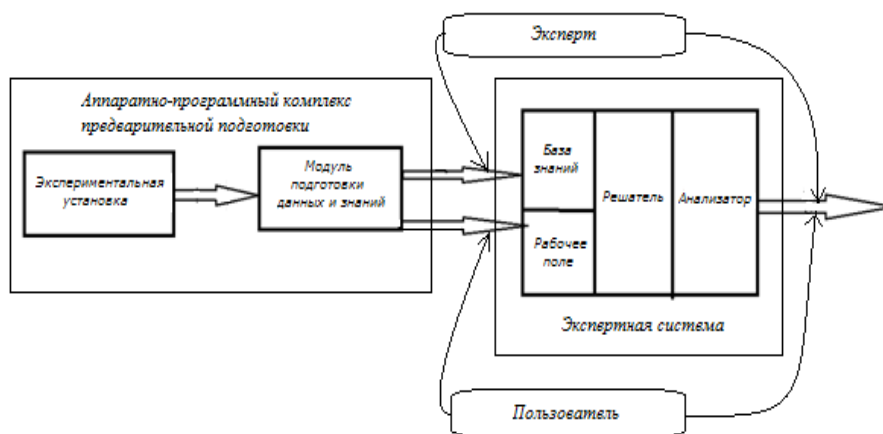 Эксперт
Аппаратно-программный комплекс
предварительной подготовки
Экспериментальная
установка
Модуль
подготовки
данных и знаний
База
знаний
Решатель
Анализатор
Рабочее
поле
Экспертная система
Пользователь